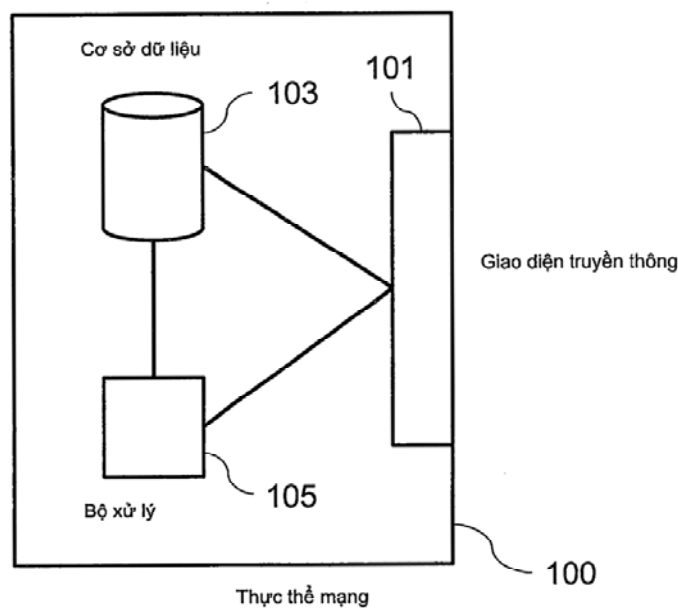 Cơ sở dữ liệu
103
101
Giao diện truyền thông
105
Bộ xử lý
100
Thực thể mạng